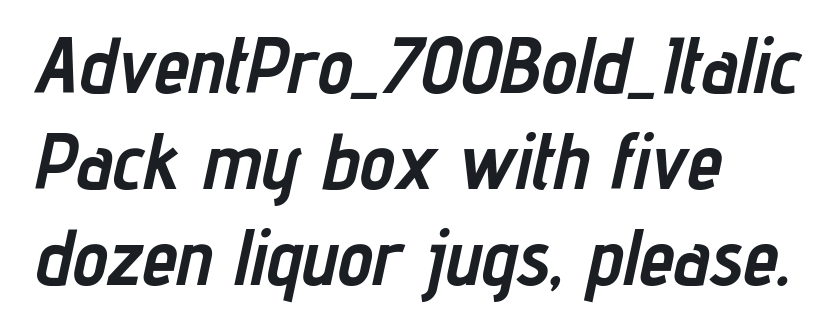 AdventPro_700Bold_Italic
Pack my box with five
dozen liquor jugs, please.